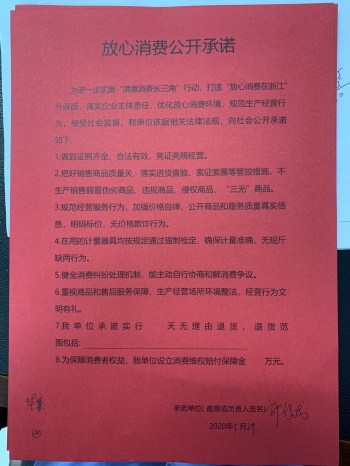 放心消费公开承诺
为进一步实施“满意消费长三角”行动，打造“放心消费在浙江”
升级版，落实企业主体责任，优化放心消费环境，规范生产经营行
为，接受社会监督，我单位依据相关法律法规，向社会公开承诺
如下：
1.做到证照齐全、合法有效，亮证亮照经营。
2.把好销售商品质量关，落实进货查验、索证索票等管控措施，不
生产销售假冒伪劣商品、违规商品、侵权商品、“三无”商品。
3.规范经营服务行为，加强价格自律，公开商品和服务质量真实信
息，明码标价，无价格欺诈行为。
4.在用的计量器具均按规定通过强制检定，确保计量准确，无短斤
缺两行为。
5.健全消费纠纷处理机制，能主动自行协商和解消费争议。
6.重视商品和售后服务保障，生产经营场所环境整洁，经营行为文
明有礼。
7.我单位承诺实行 天无理由退货，退货范
围包括：
8.为保障消费者权益，我单位设立消费维权赔付保障金 万元。
承诺单位（盖章或负责人签名）
2020年5月29